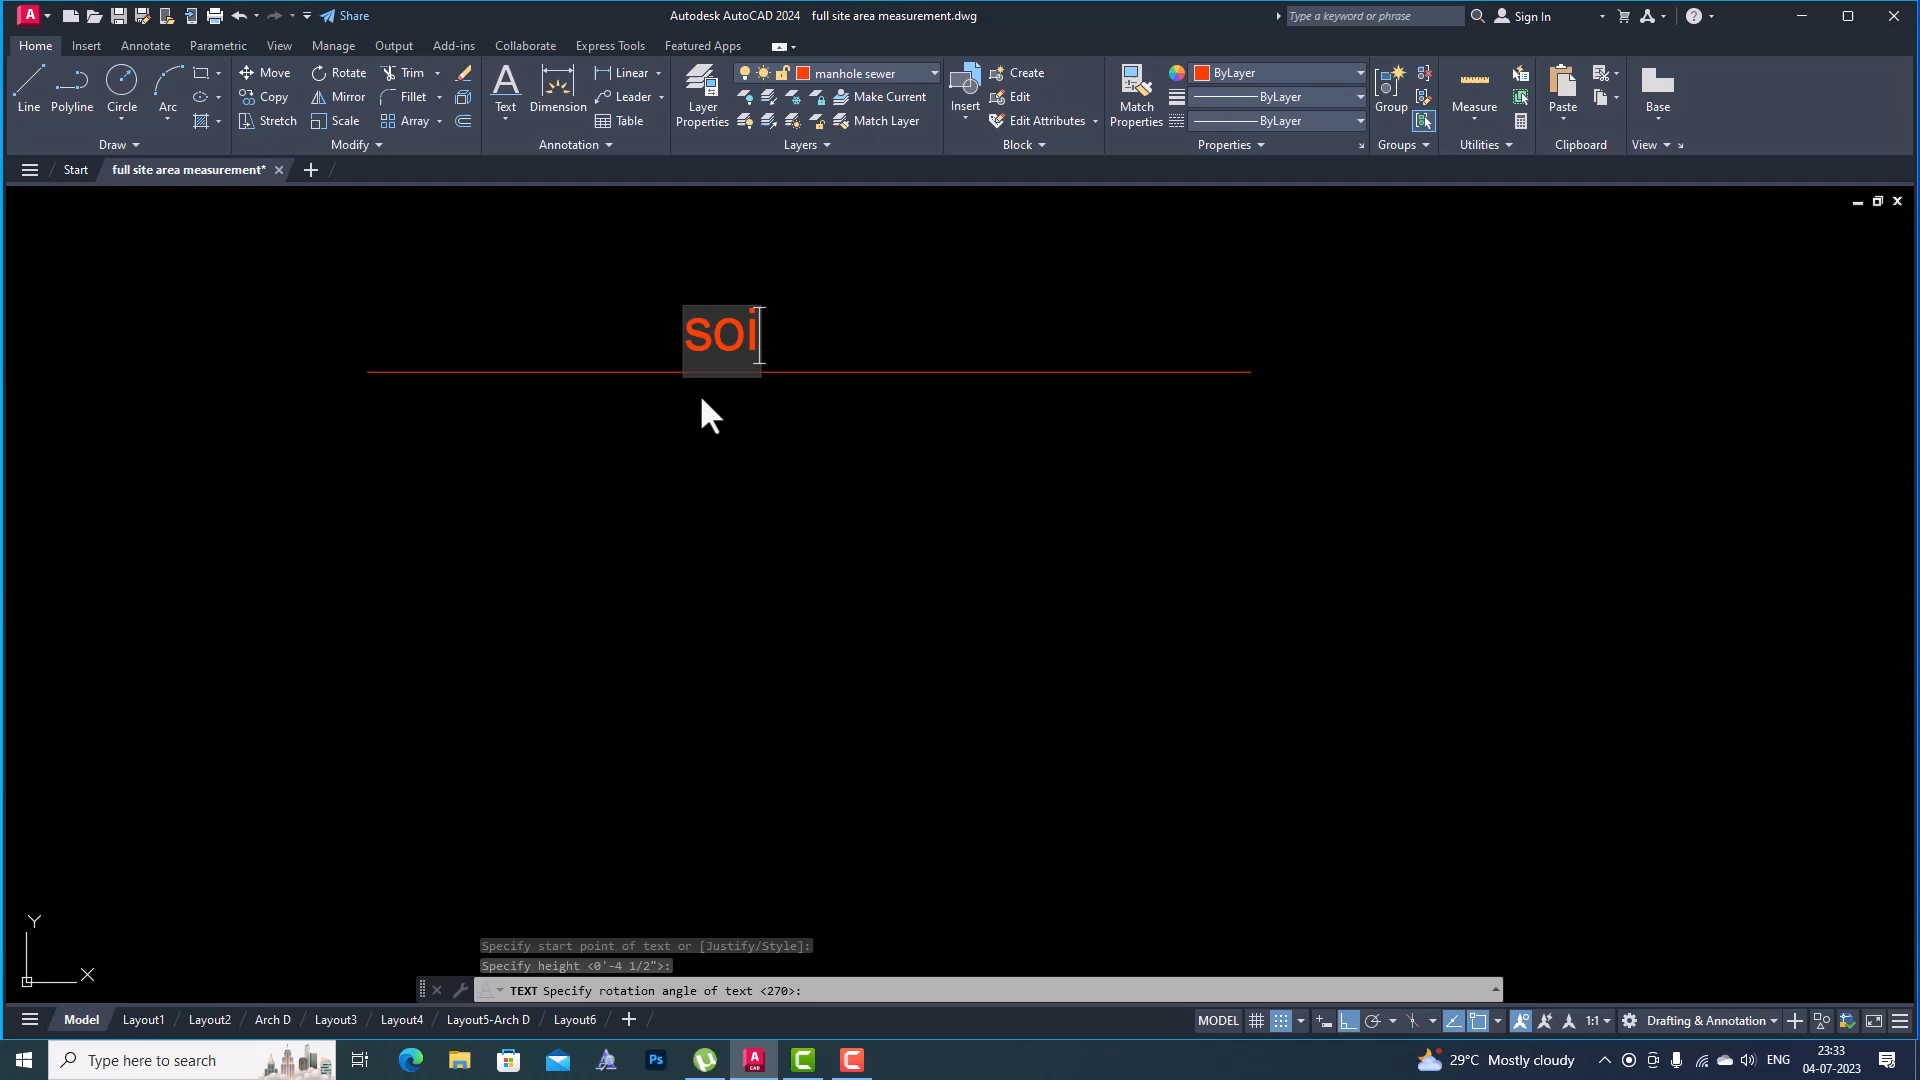 Share
Autodesk AutoCAD 2024 full site area measurement.dwg
Type a keyword or phrase
Sign In
Home Insert Annotate Parametric View Manage Output Add-ins Collaborate Express Tools Featured Apps
Line Polyline Circle Arc
Draw
Move Rotate Trim
Copy Mirror Fillet
Stretch Scale Array
Modify
Text Dimension
Linear
Leader
Table
Annotation
Layer Properties
manhole sewer
Make Current
Match Layer
Layers
Insert
Create
Edit
Edit Attributes
Block
Match Properties
ByLayer
ByLayer
ByLayer
Properties
Group
Groups
Measure
Utilities
Paste
Clipboard
Base
View
Start full site area measurement*
soi
Y
X
Specify start point of text or [Justify/Style]:
Specify height <0'-4 1/2">:
TEXT Specify rotation angle of text <270>:
Model Layout1 Layout2 Arch D Layout3 Layout4 Layout5-Arch D Layout6
MODEL 1:1 Drafting & Annotation
Type here to search
Ps
A CAD
29°C Mostly cloudy
ENG
23:33
04-07-2023